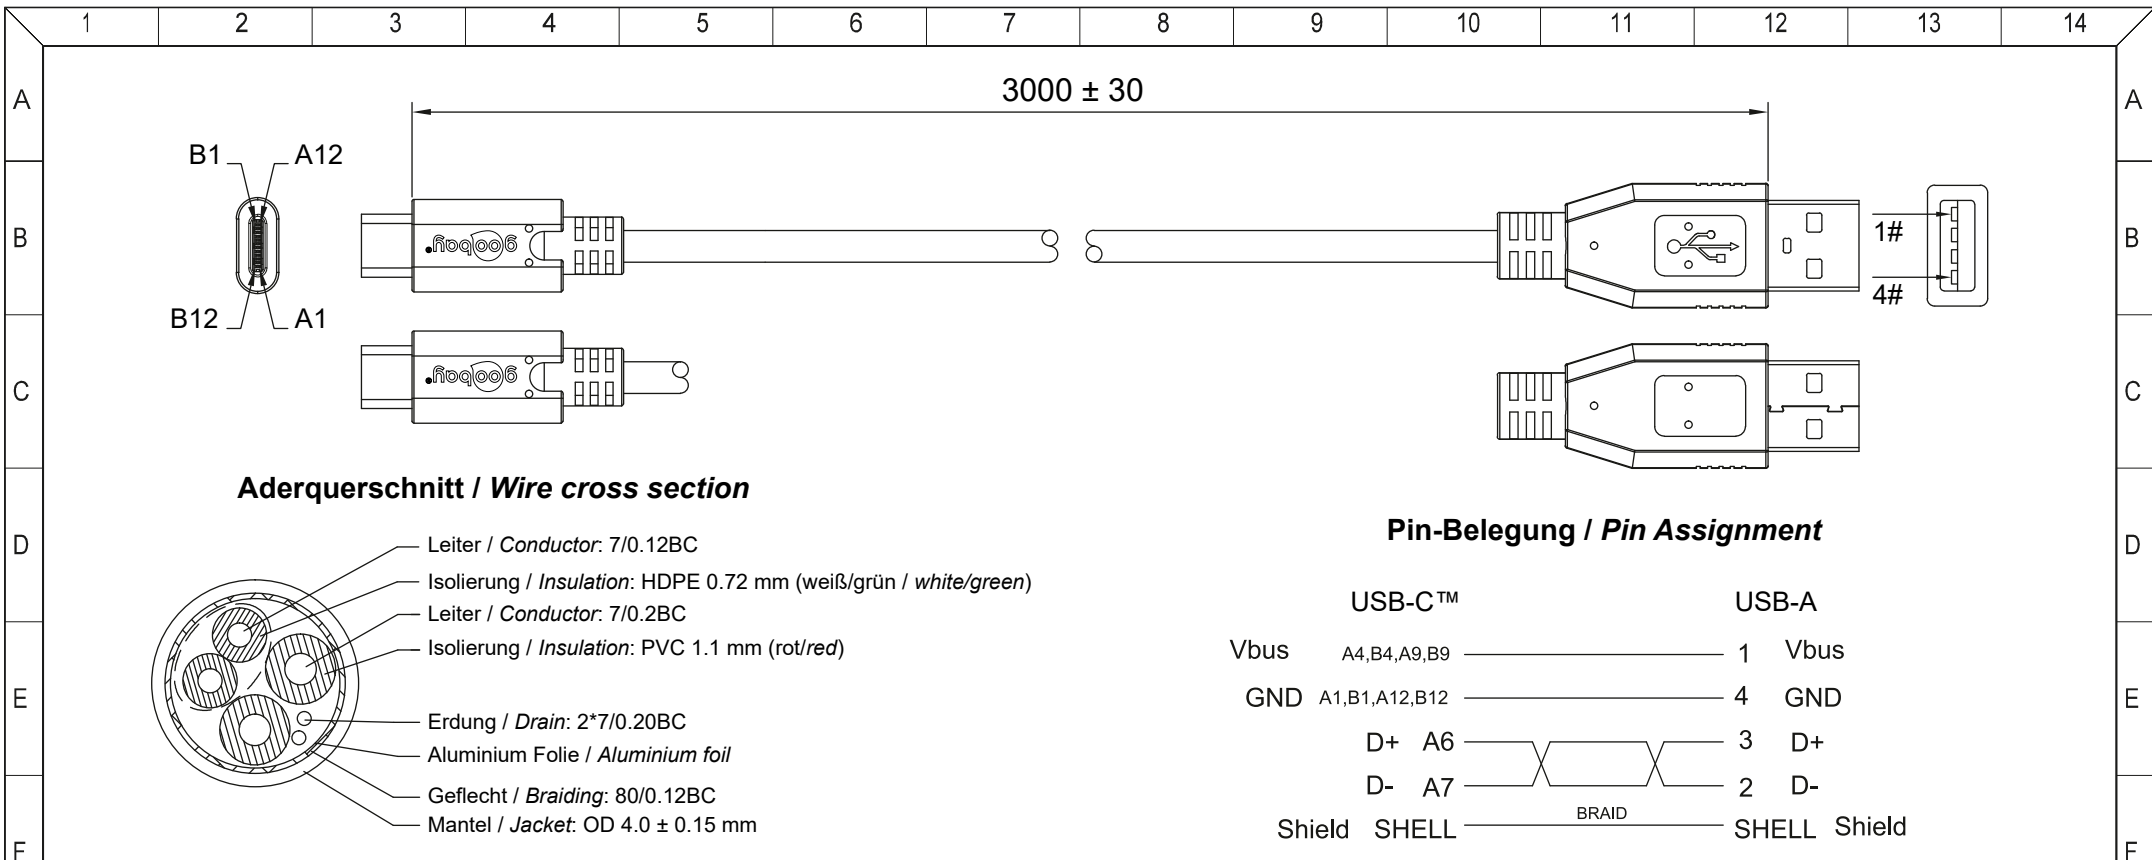 1 2 3 4 5 6 7 8 9 10 11 12 13 14
A A
3000 ± 30
B1 A12
B B
goobay®
1#
4#
B12 A1
C C
goobay®
Aderquerschnitt / Wire cross section
Pin-Belegung / Pin Assignment
D D
Leiter / Conductor: 7/0.12BC
Isolierung / Insulation: HDPE 0.72 mm (weiß/grün / white/green)
Leiter / Conductor: 7/0.2BC
Isolierung / Insulation: PVC 1.1 mm (rot/red)
Erdung / Drain: 2*7/0.20BC
Aluminium Folie / Aluminium foil
Geflecht / Braiding: 80/0.12BC
Mantel / Jacket: OD 4.0 ± 0.15 mm
USB-C™ USB-A
Vbus A4,B4,A9,B9 1 Vbus
E E
GND A1,B1,A12,B12 4 GND
D+ A6 3 D+
D- A7 2 D-
BRAID
Shield SHELL SHELL Shield
F F